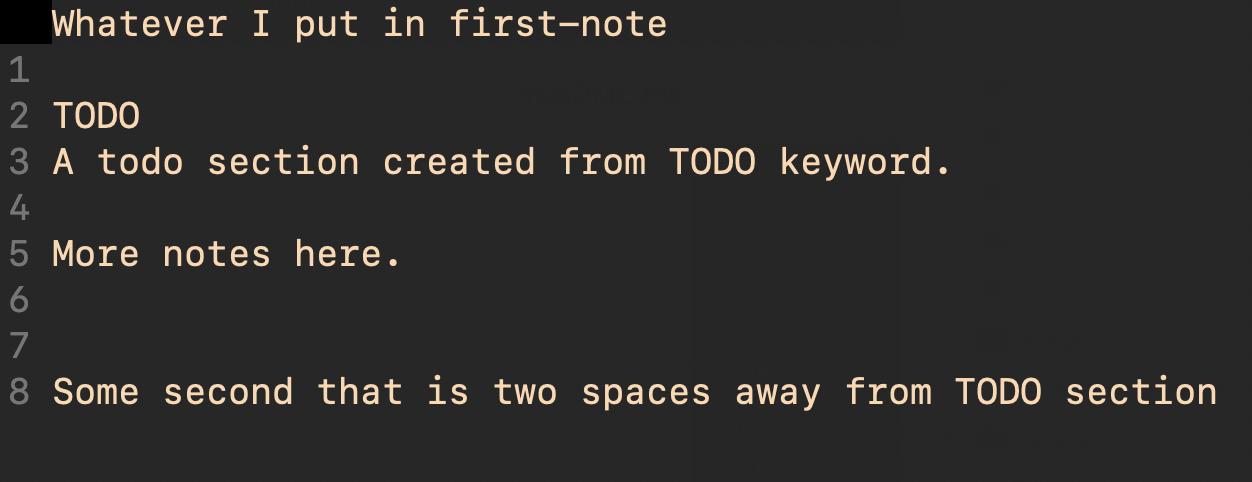 Whatever I put in first-note
1
2 TODO
3 A todo section created from TODO keyword.
4
5 More notes here.
6
7
8 Some second that is two spaces away from TODO section